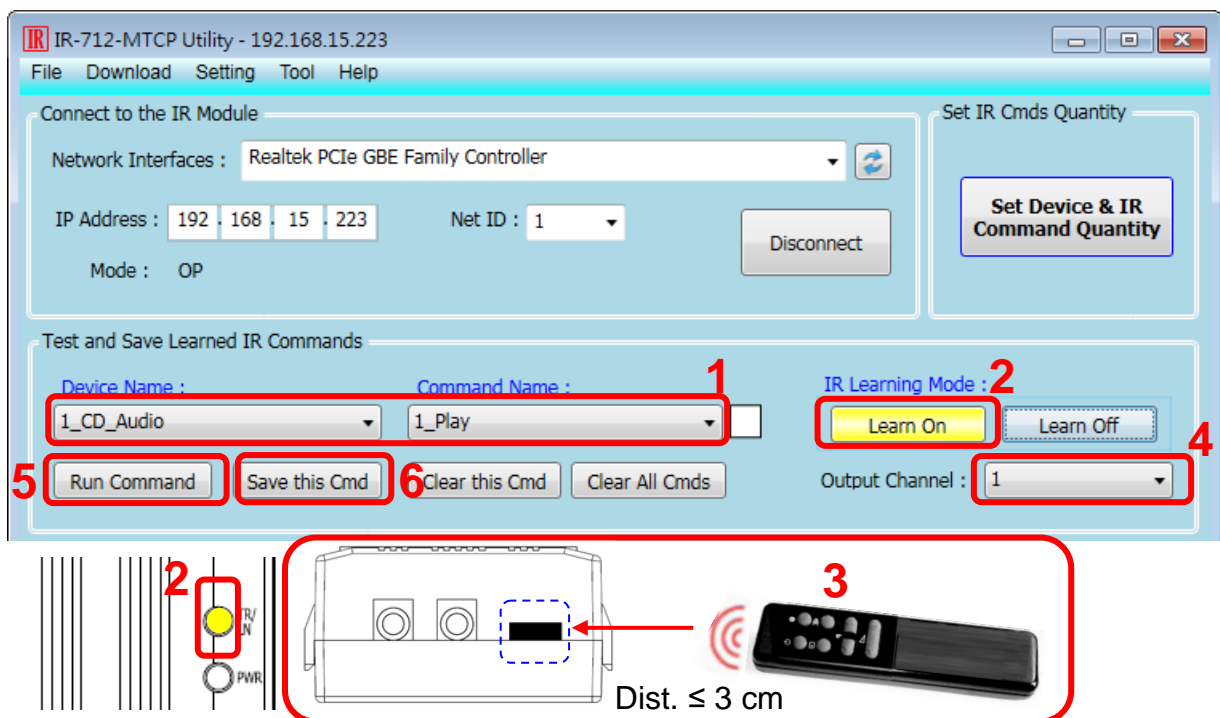 IR IR-712-MTCP Utility - 192.168.15.223
File Download Setting Tool Help
Connect to the IR Module
Network Interfaces : Realtek PCIe GBE Family Controller
IP Address : 192 . 168 . 15 . 223 Net ID : 1
Disconnect
Mode : OP
Set IR Cmds Quantity
Set Device & IR
Command Quantity
Test and Save Learned IR Commands
1
Device Name : Command Name :
1_CD_Audio 1_Play
IR Learning Mode : 2
Learn On Learn Off
4
5 Run Command Save this Cmd 6 Clear this Cmd Clear All Cmds
Output Channel : 1
2
PWR
3
Dist. ≤ 3 cm